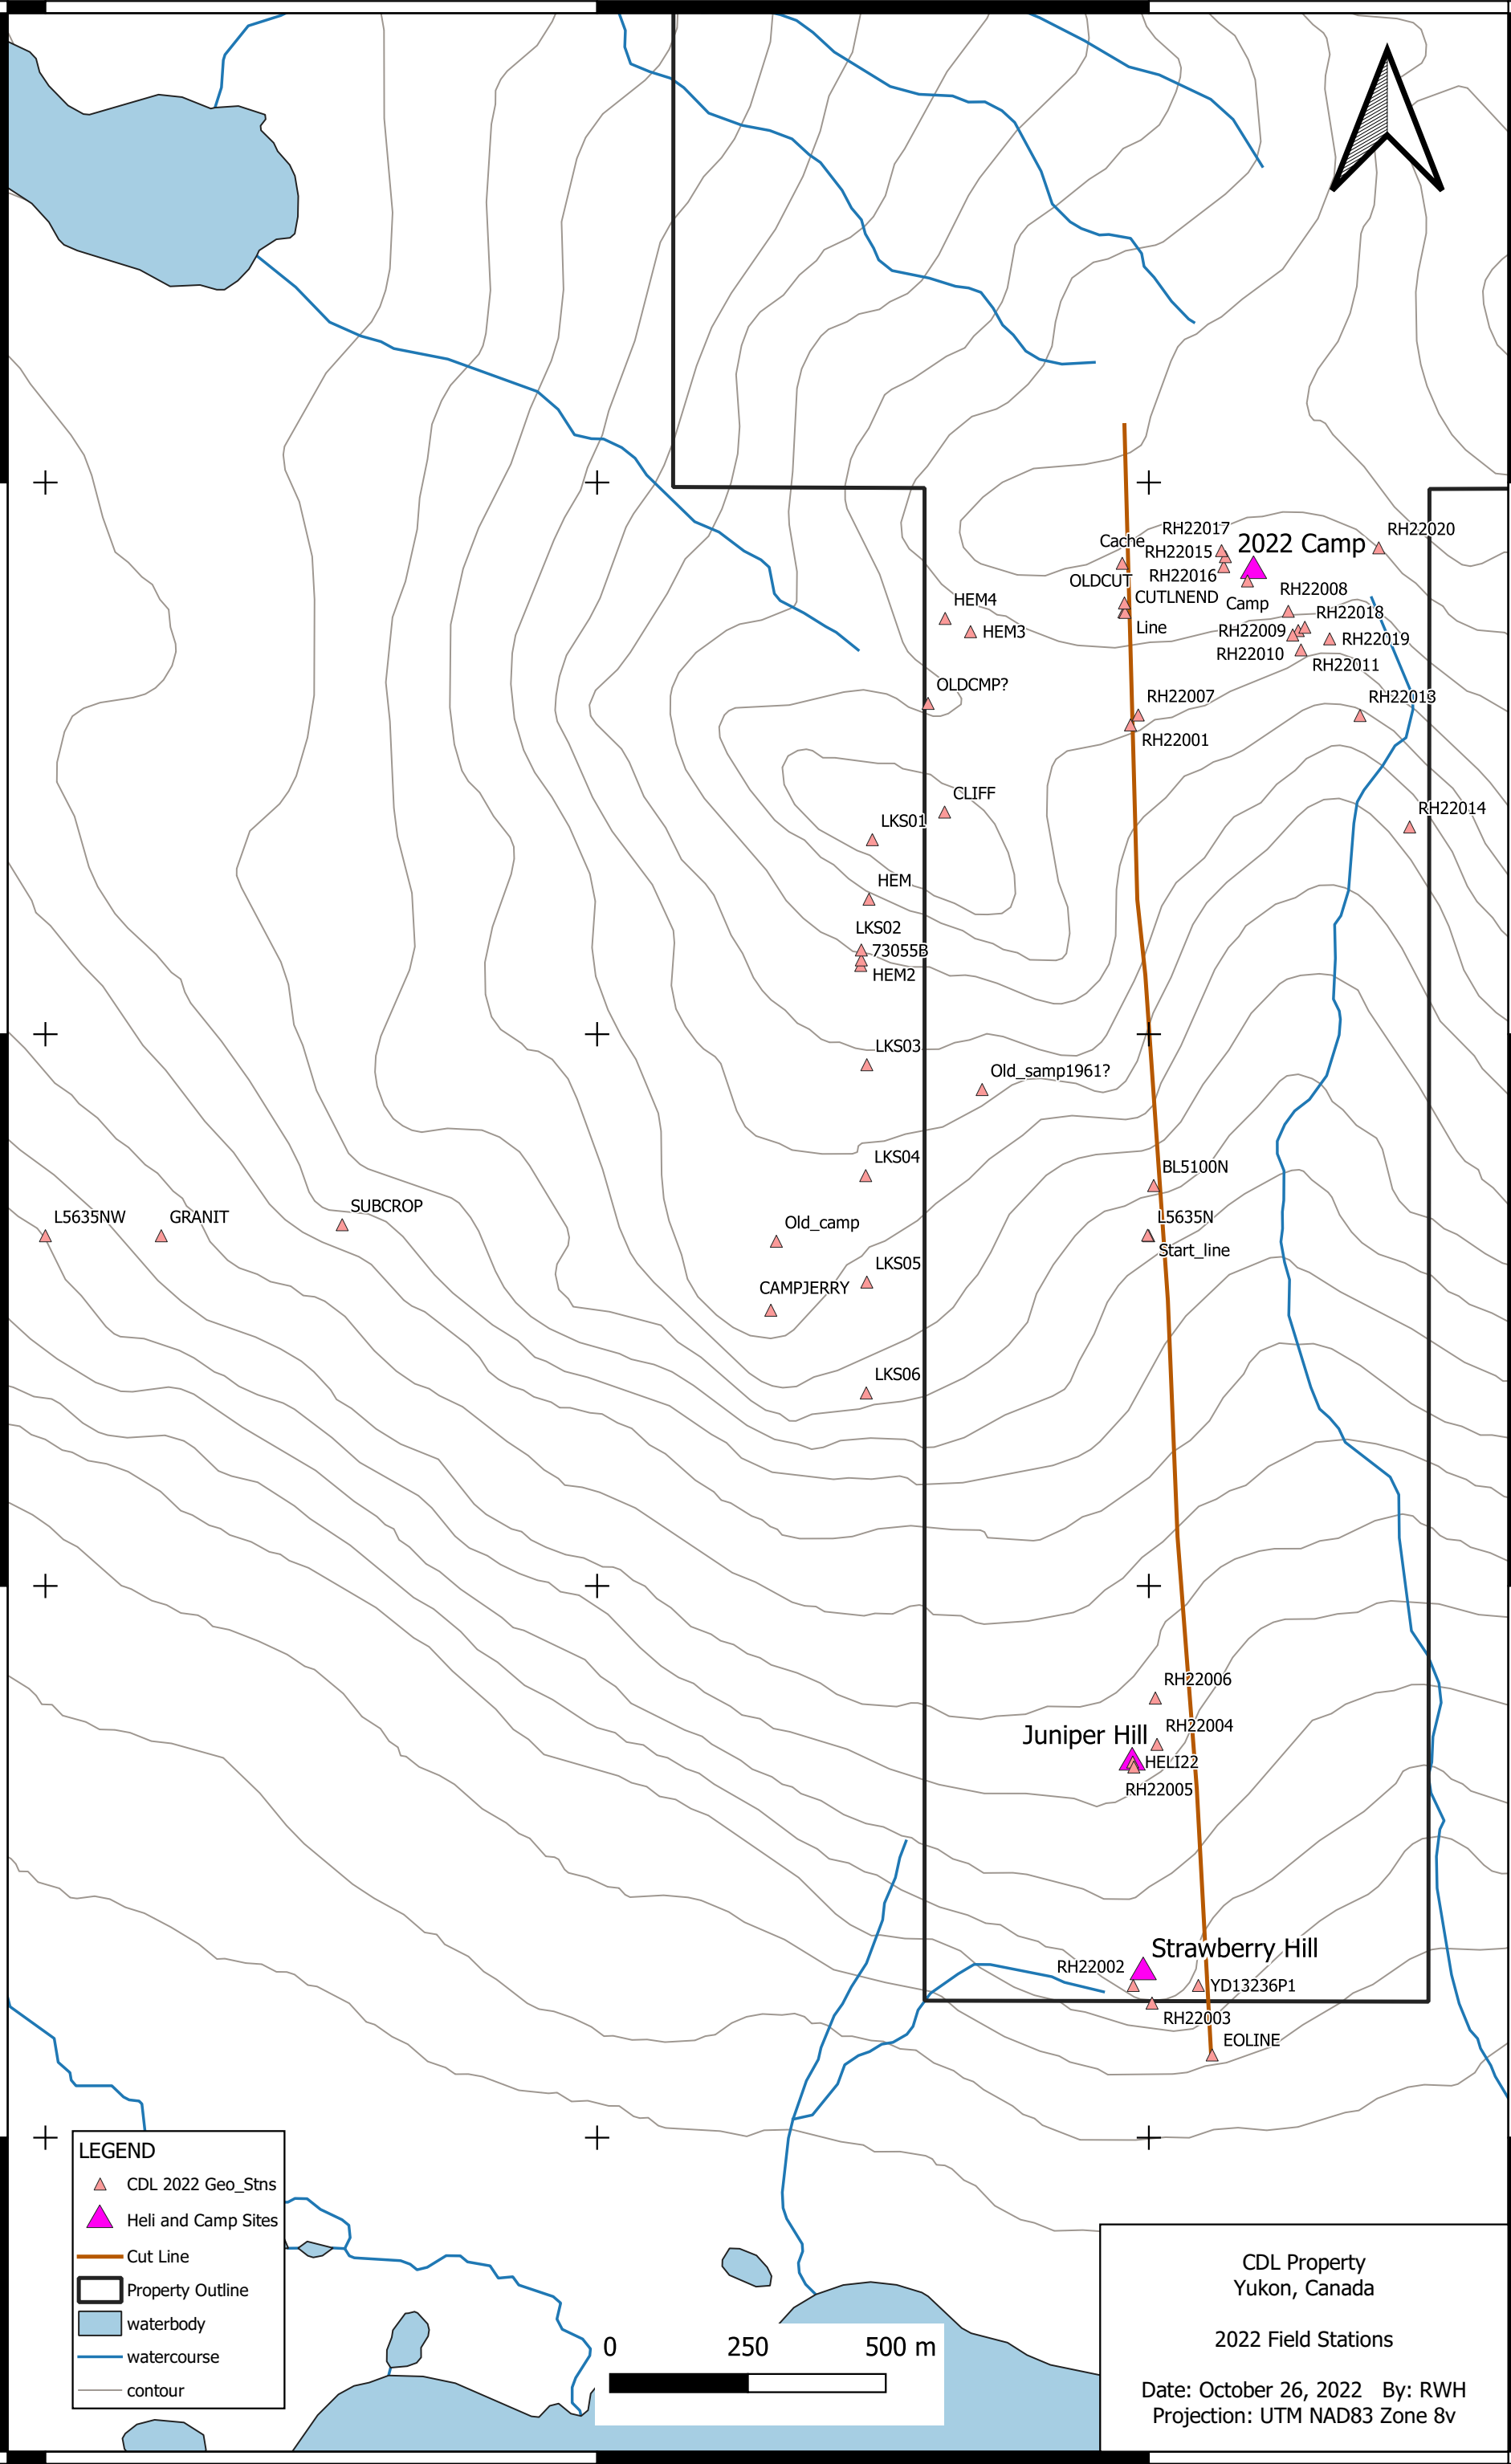 RH22017
RH22020
2022 Camp
Cache
RH22015
RH22016
OLDCUT
RH22008
CUTLNEND
Camp
HEM4
RH22018
Line
HEM3
RH22009
RH22019
RH22010
RH22011
OLDCMP?
RH22007
RH22013
RH22001
CLIFF
RH22014
LKS01
HEM
LKS02
73055B
HEM2
LKS03
Old_samp1961?
LKS04
BL5100N
SUBCROP
L5635NW
GRANIT
L5635N
Old_camp
Start_line
LKS05
CAMPJERRY
LKS06
RH22006
RH22004
Juniper Hill
HELI22
RH22005
Strawberry Hill
RH22002
YD13236P1
RH22003
EOLINE
LEGEND
CDL 2022 Geo_Stns
Heli and Camp Sites
Cut Line
Property Outline
waterbody
watercourse
contour
0 250 500 m
CDL Property
Yukon, Canada
2022 Field Stations
Date: October 26, 2022 By: RWH
Projection: UTM NAD83 Zone 8v